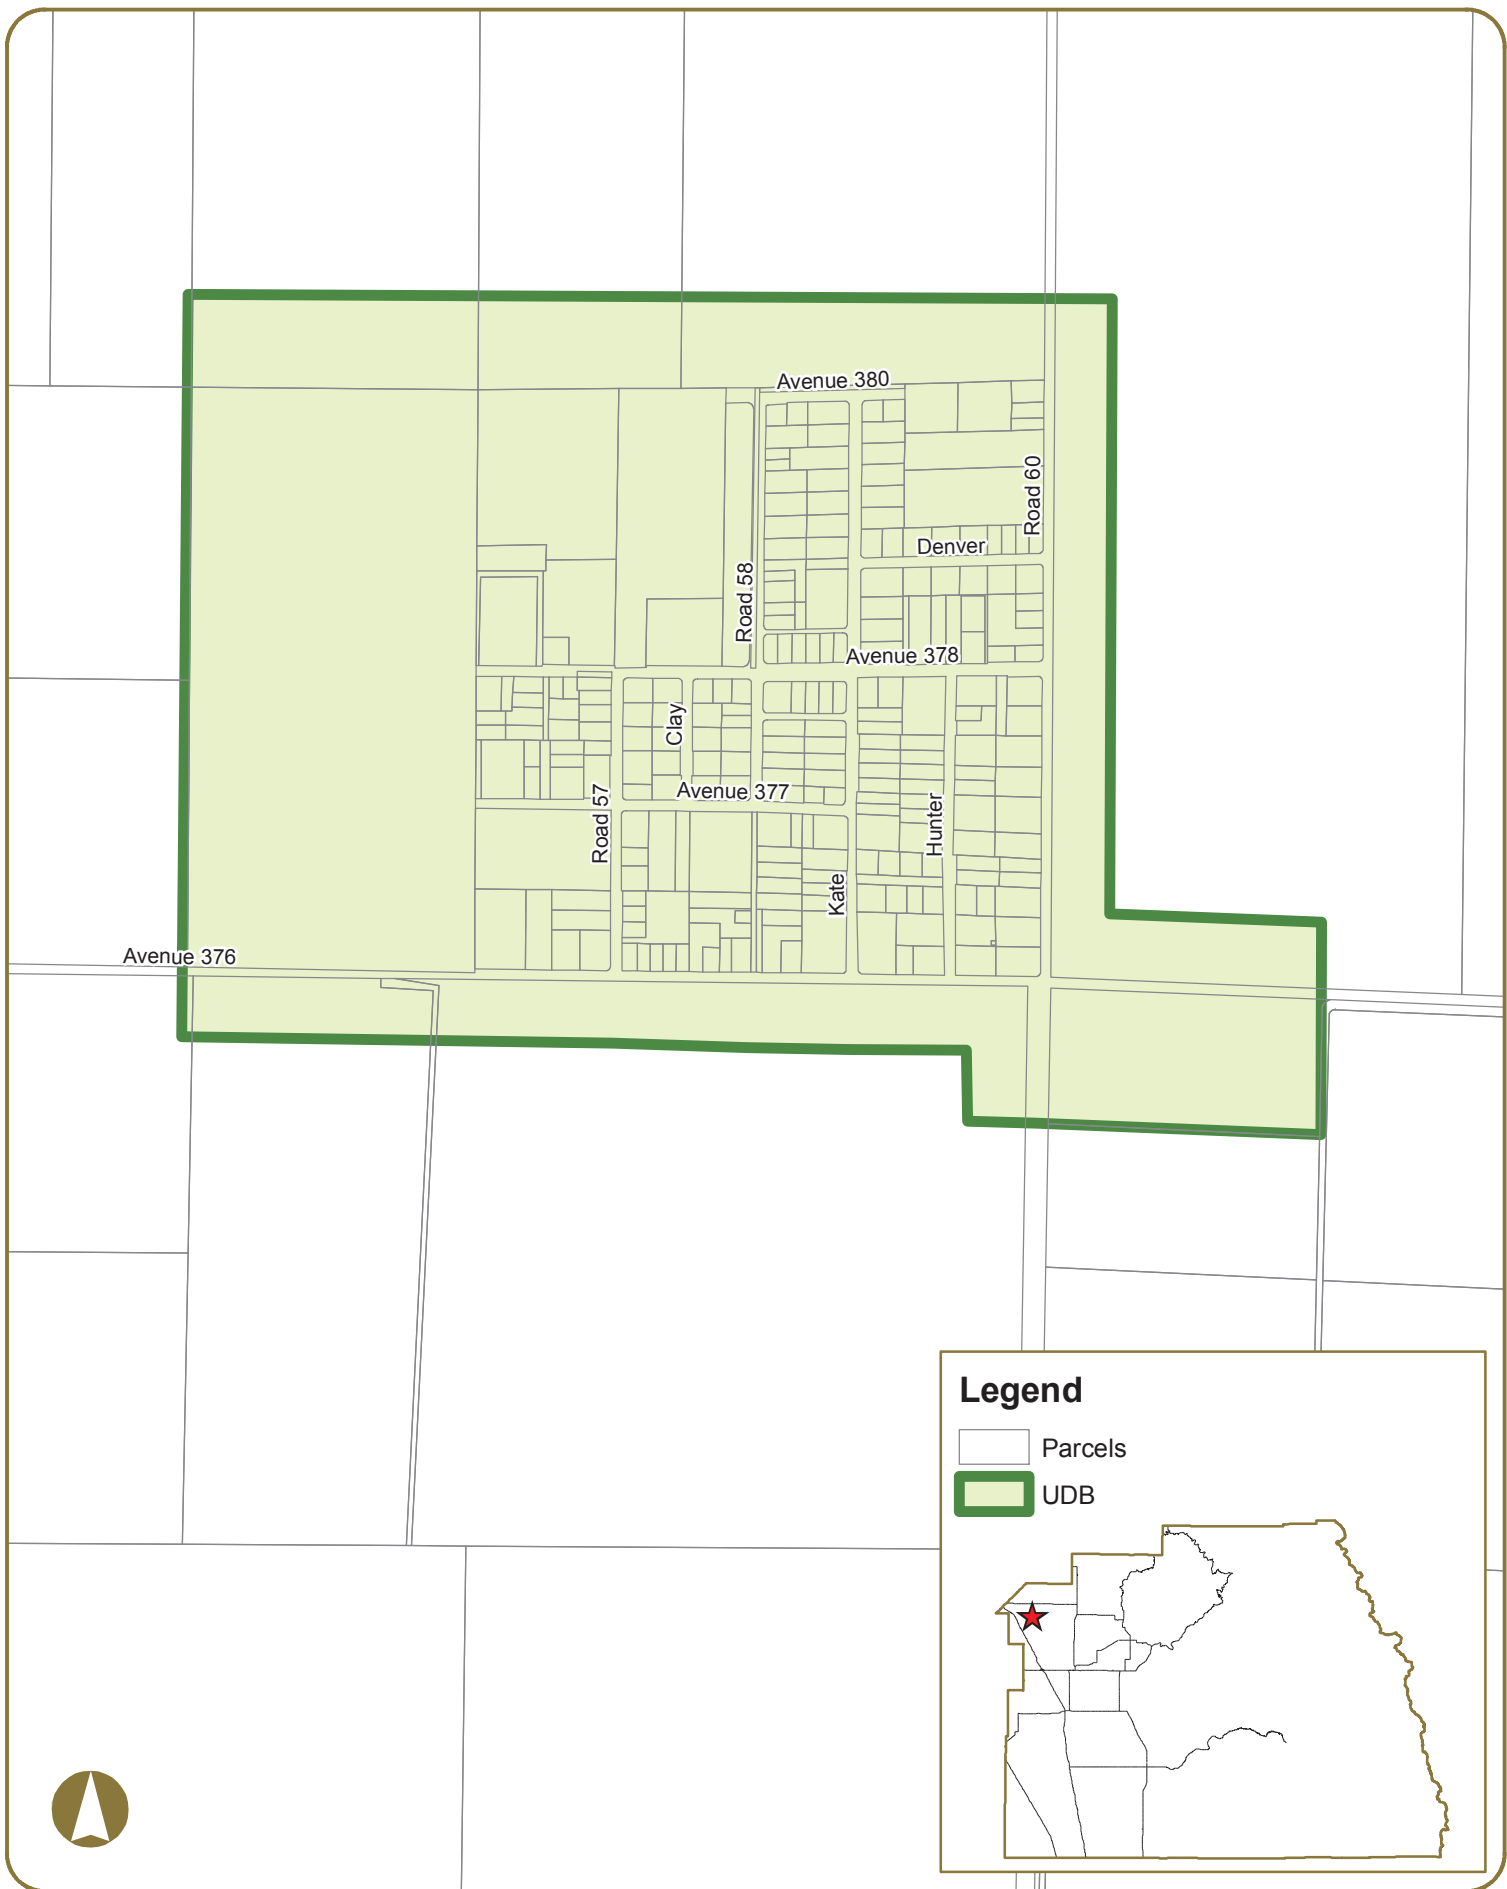 Avenue 380
Road 60
Denver
Road 58
Avenue 378
Clay
Avenue 377
Road 57
Hunter
Kate
Avenue 376
Legend
Parcels
UDB